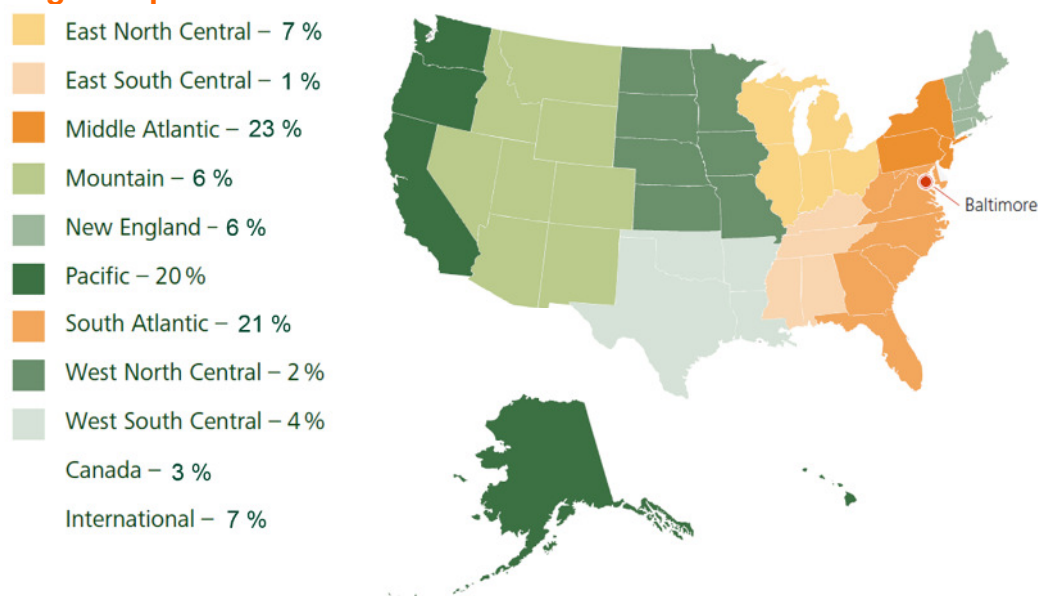 East North Central – 7 %
East South Central – 1 %
Middle Atlantic – 23 %
Mountain – 6 %
New England – 6 %
Pacific – 20 %
South Atlantic – 21 %
West North Central – 2 %
West South Central – 4 %
Canada – 3 %
International – 7 %
Baltimore